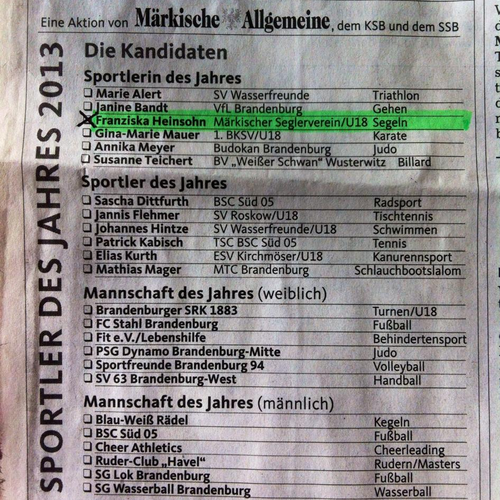 Eine Aktion von Märkische Allgemeine, dem KSB und dem SSB
SPORTLER DES JAHRES 2013
Die Kandidaten
Sportlerin des Jahres
Marie Alert SV Wasserfreunde Triathlon
Janine Bandt VfL Brandenburg Gehen
Franziska Heinsohn Märkischer Seglerverein/U18 Segeln
Gina-Marie Mauer 1. BKSV/U18 Karate
Annika Meyer Budokan Brandenburg Judo
Susanne Teichert BV „Weißer Schwan" Wusterwitz Billard
Sportler des Jahres
Sascha Dittfurth BSC Süd 05 Radsport
Jannis Flehmer SV Roskow/U18 Tischtennis
Johannes Hintze SV Wasserfreunde/U18 Schwimmen
Patrick Kabisch TSC BSC Süd 05 Tennis
Elias Kurth ESV Kirchmöser/U18 Kanurennsport
Mathias Mager MTC Brandenburg Schlauchbootslalom
Mannschaft des Jahres (weiblich)
Brandenburger SRK 1883 Turnen/U18
FC Stahl Brandenburg Fußball
Fit e.V./Lebenshilfe Behindertensport
PSG Dynamo Brandenburg-Mitte Judo
Sportfreunde Brandenburg 94 Volleyball
SV 63 Brandenburg-West Handball
Mannschaft des Jahres (männlich)
Blau-Weiß Rädel Kegeln
BSC Süd 05 Fußball
Cheer Athletics Cheerleading
Ruder-Club „Havel" Rudern/Masters
SG Lok Brandenburg Fußball
SG Wasserball Brandenburg Wasserball